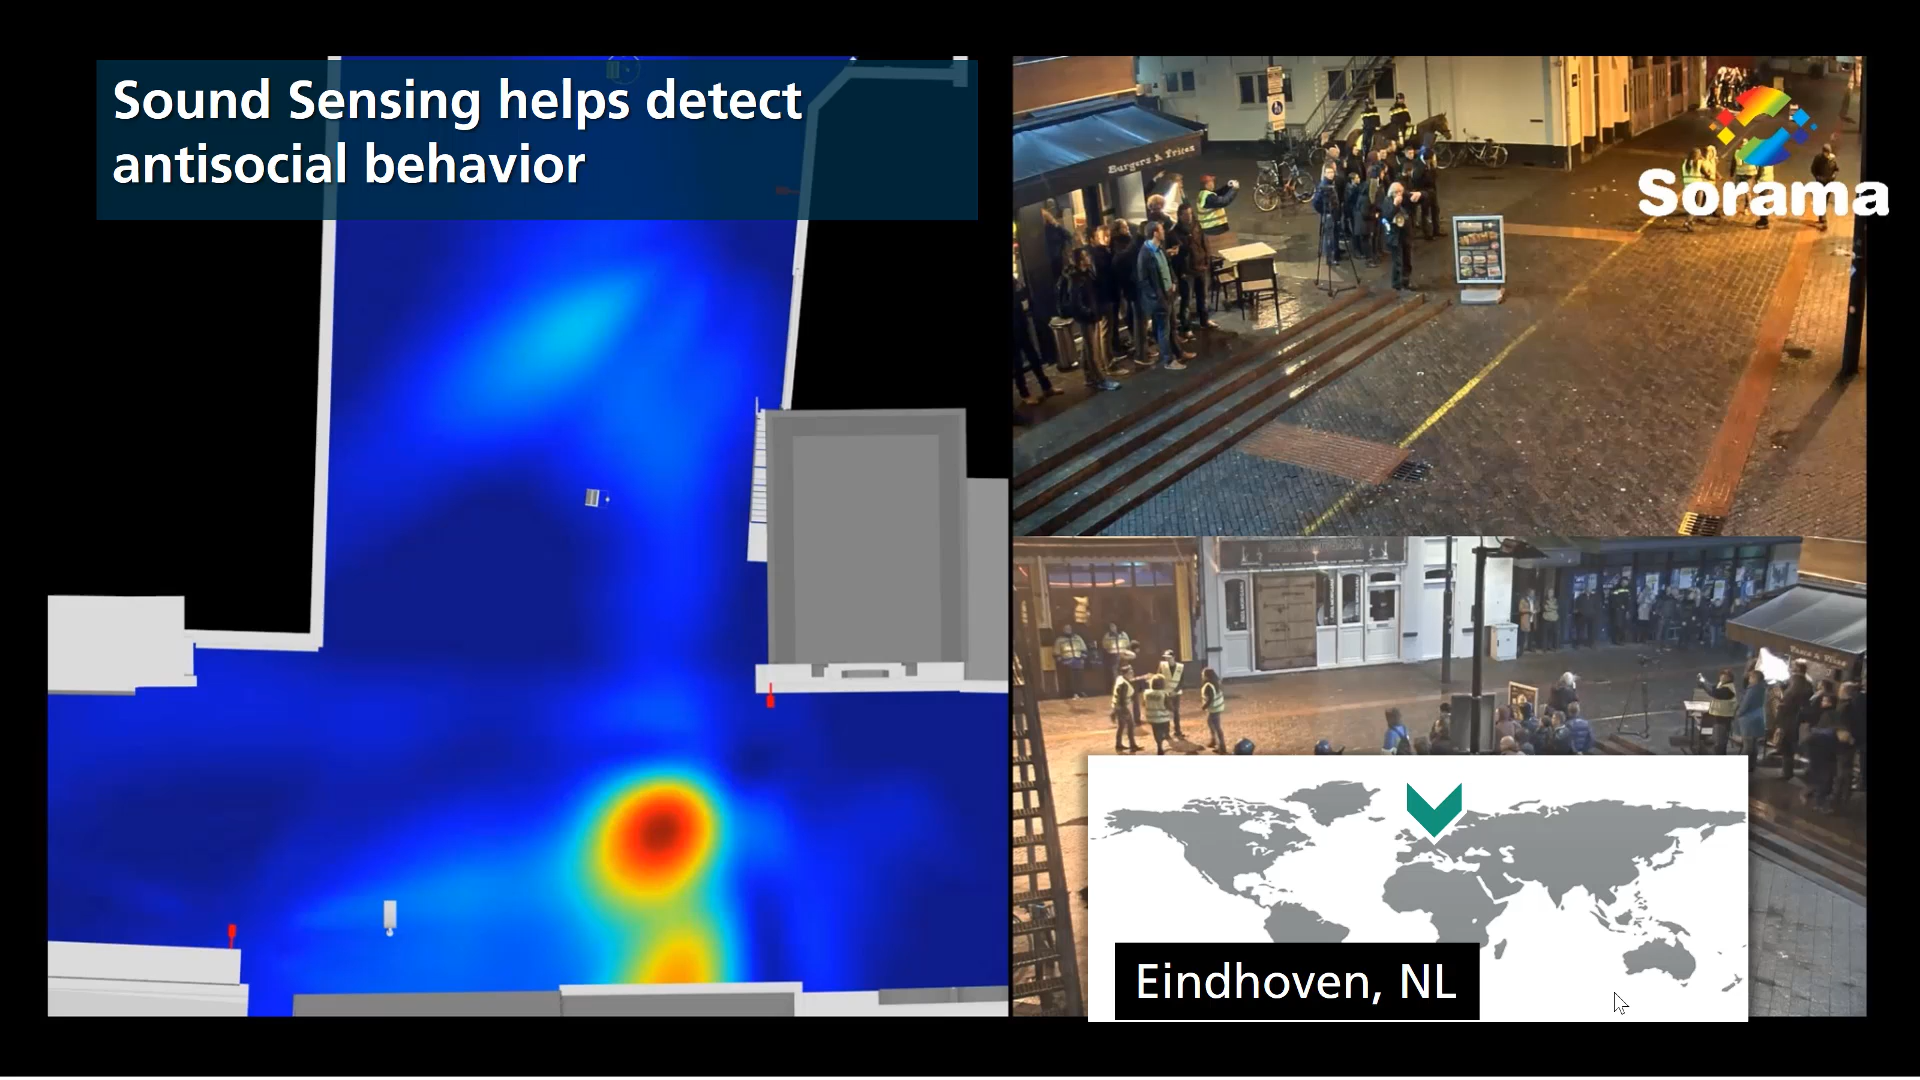 Sound Sensing helps detect
antisocial behavior
Burgers & Frites
Sorama
Eindhoven, NL